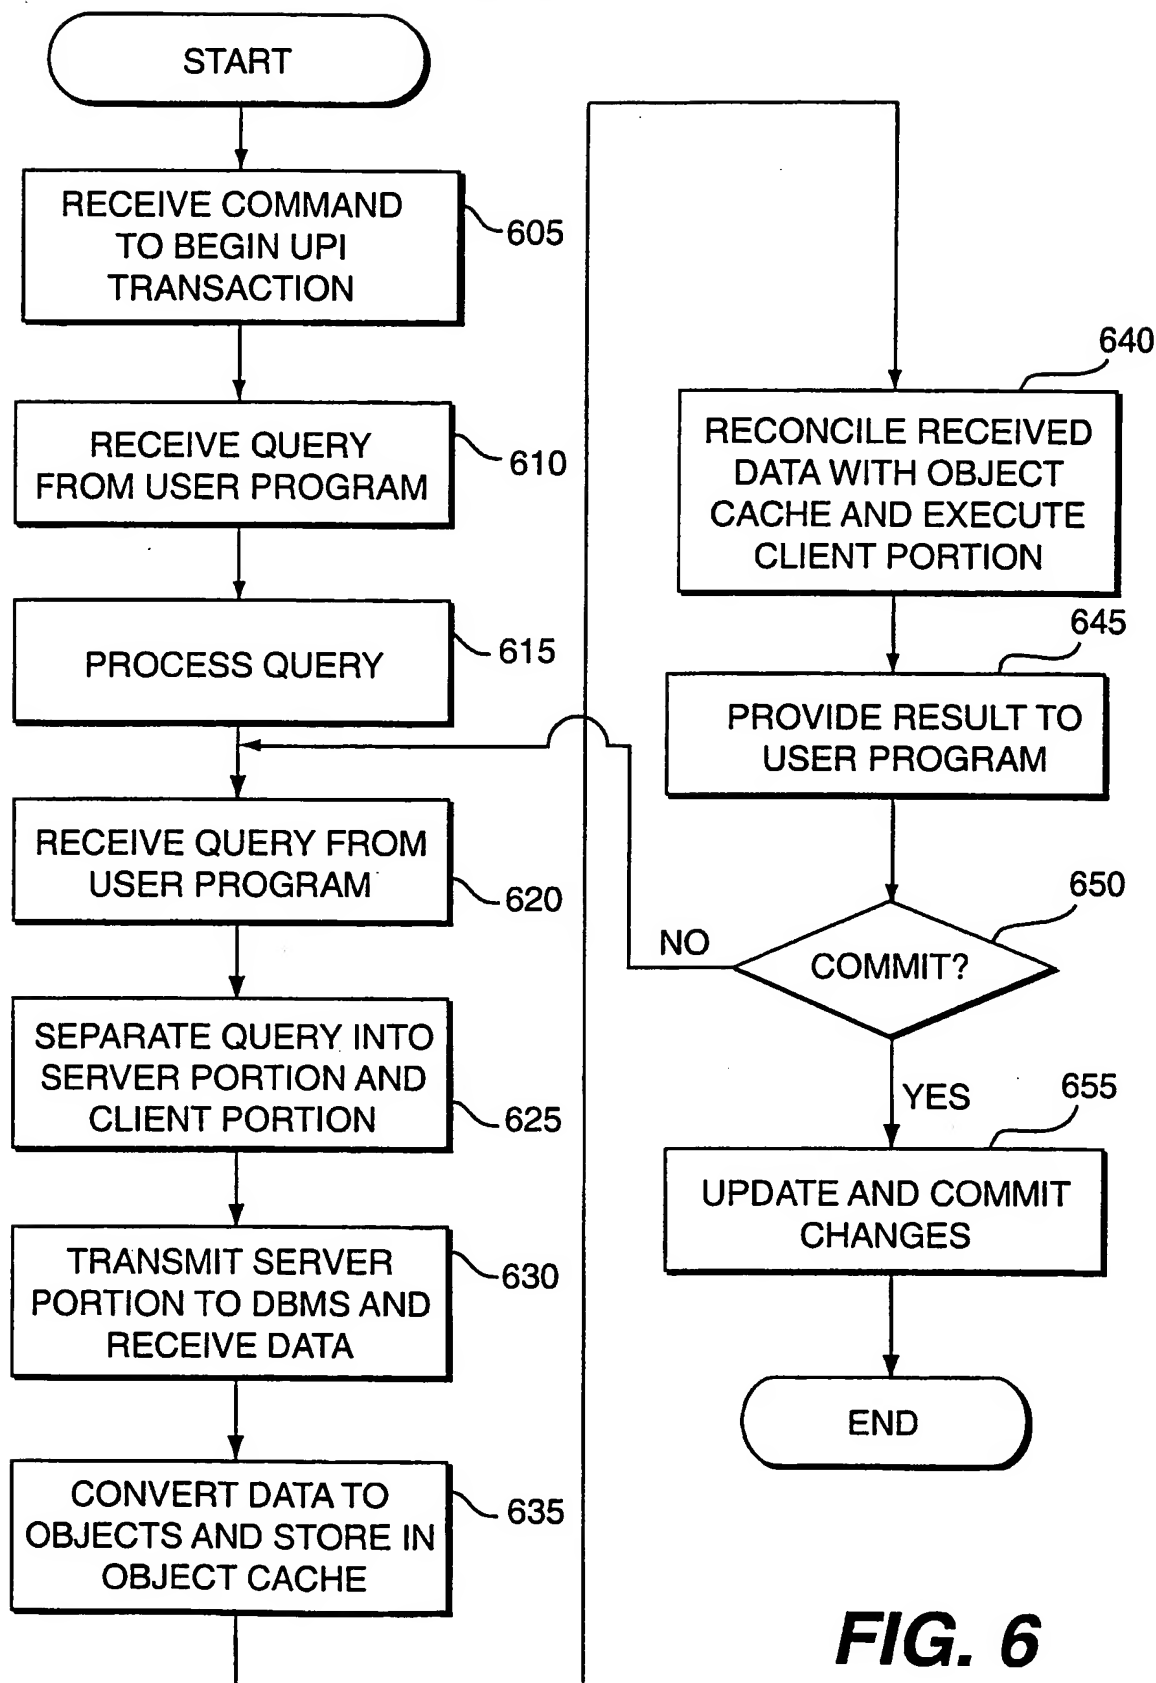 START
RECEIVE COMMAND
TO BEGIN UPI
TRANSACTION
605
RECEIVE QUERY
FROM USER PROGRAM
610
PROCESS QUERY
615
RECEIVE QUERY FROM
USER PROGRAM
620
SEPARATE QUERY INTO
SERVER PORTION AND
CLIENT PORTION
625
TRANSMIT SERVER
PORTION TO DBMS AND
RECEIVE DATA
630
CONVERT DATA TO
OBJECTS AND STORE IN
OBJECT CACHE
635
640
RECONCILE RECEIVED
DATA WITH OBJECT
CACHE AND EXECUTE
CLIENT PORTION
645
PROVIDE RESULT TO
USER PROGRAM
650
COMMIT?
NO
YES
655
UPDATE AND COMMIT
CHANGES
END
FIG. 6